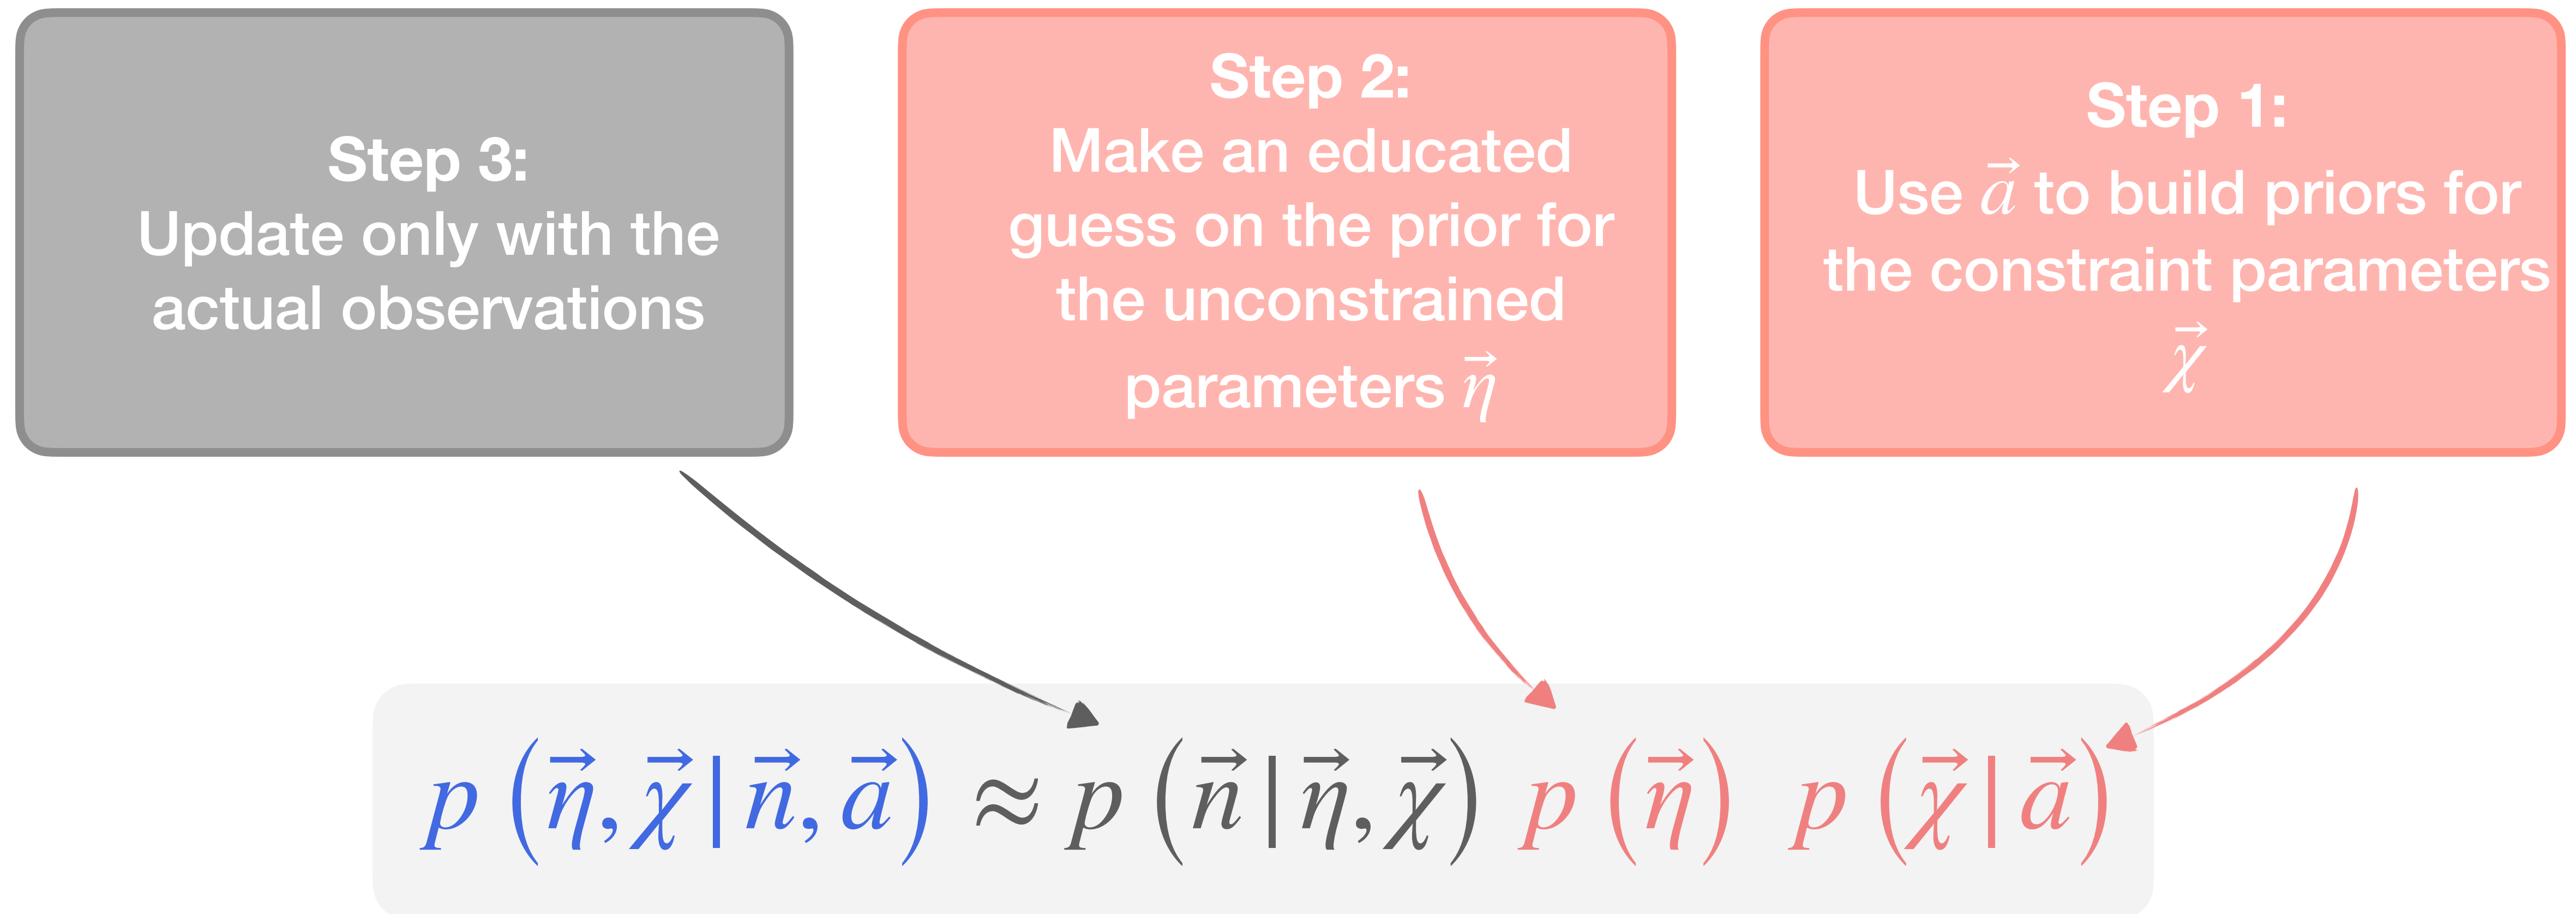 Step 3:
Update only with the
actual observations
Step 2:
Make an educated
guess on the prior for
the unconstrained
parameters η⃗
Step 1:
Use a⃗ to build priors for
the constraint parameters
χ⃗
p (η⃗, χ⃗ | n⃗, a⃗) ≈ p (n⃗ | η⃗, χ⃗) p (η⃗) p (χ⃗ | a⃗)